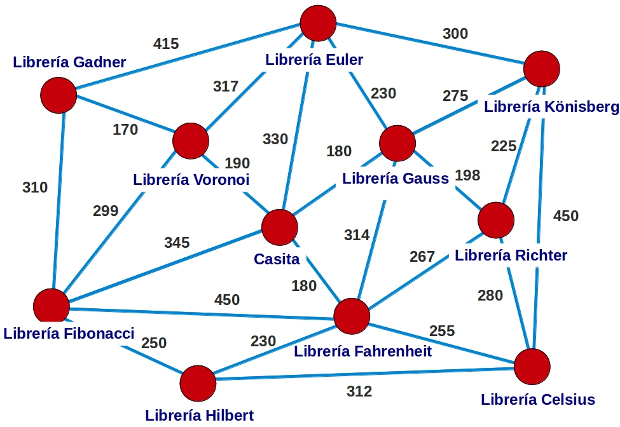 300
415
Librería Euler
Librería Gadner
317
230
275
Librería Könisberg
170
180
225
190
198
Librería Voronoi
330
Librería Gauss
310
299
450
345
314
Casita
267
Librería Richter
180
280
450
Librería Fibonacci
250
230
Librería Fahrenheit
255
312
Librería Hilbert
Librería Celsius